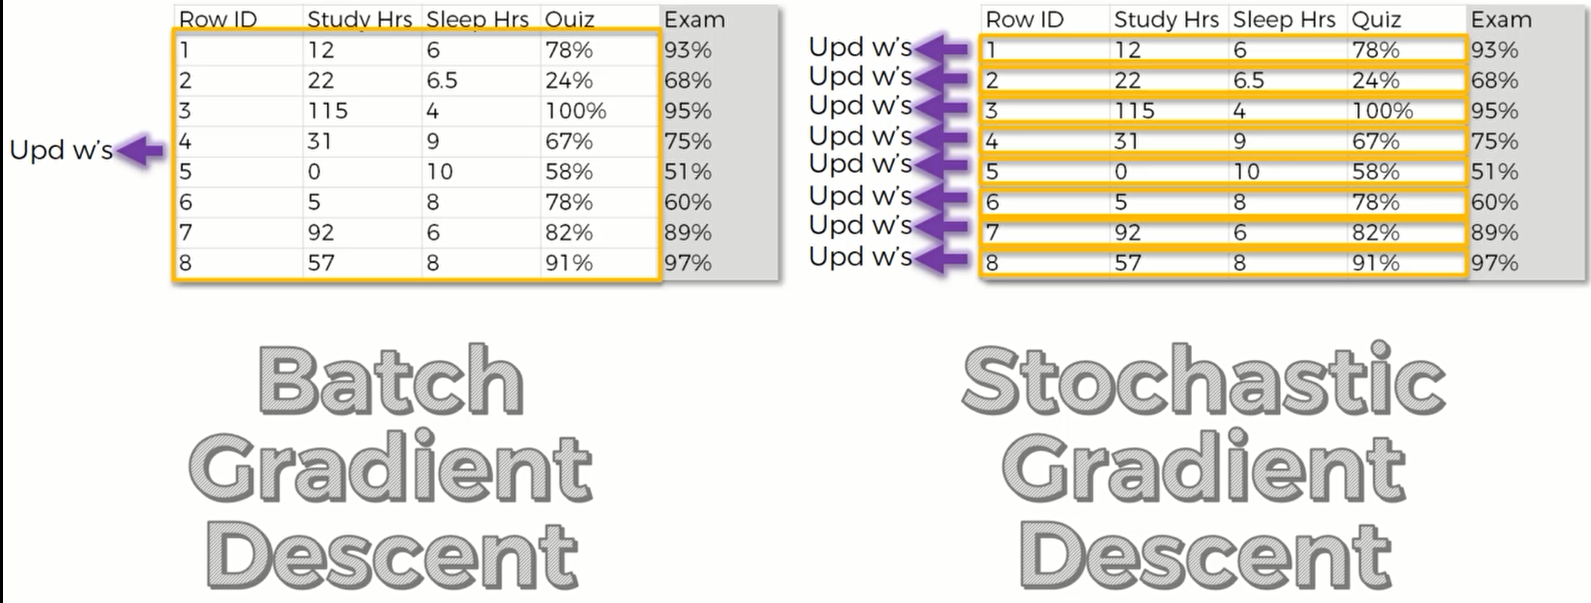 Row ID Study Hrs Sleep Hrs Quiz Exam
1 12 6 78% 93%
2 22 6.5 24% 68%
3 115 4 100% 95%
4 31 9 67% 75%
5 0 10 58% 51%
6 5 8 78% 60%
7 92 6 82% 89%
8 57 8 91% 97%
Upd w's
Batch
Gradient
Descent
Row ID Study Hrs Sleep Hrs Quiz Exam
Upd w's 1 12 6 78% 93%
Upd w's 2 22 6.5 24% 68%
Upd w's 3 115 4 100% 95%
Upd w's 4 31 9 67% 75%
Upd w's 5 0 10 58% 51%
Upd w's 6 5 8 78% 60%
Upd w's 7 92 6 82% 89%
Upd w's 8 57 8 91% 97%
Stochastic
Gradient
Descent